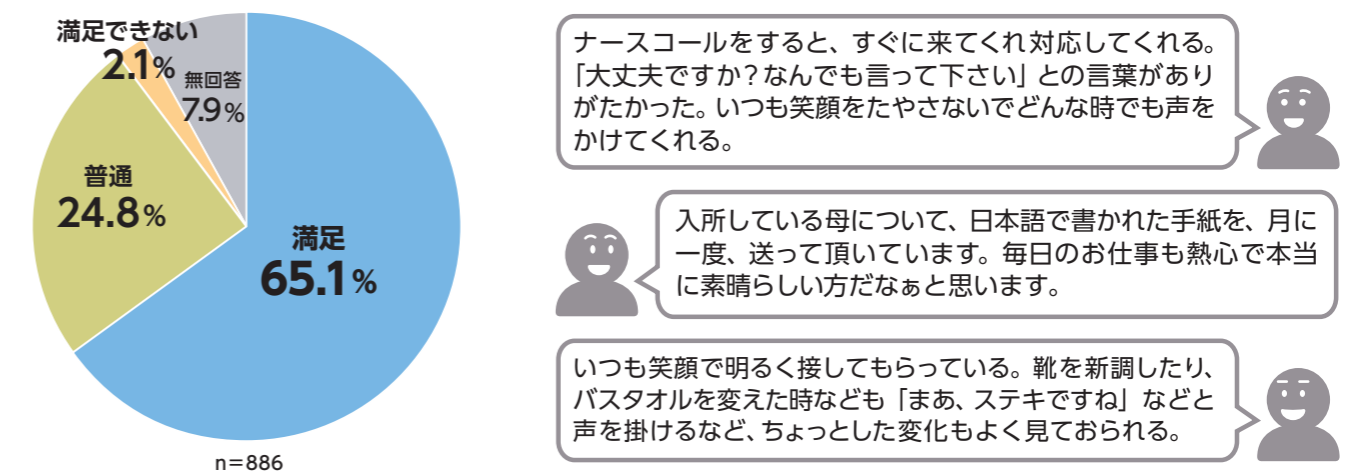 満足できない
2.1%
無回答
7.9%
普通
24.8%
満足
65.1%
n=886
ナースコールをすると、すぐに来てくれ対応してくれる。
「大丈夫ですか？なんでも言って下さい」との言葉があり
がたかった。いつも笑顔をたやさないでどんな時でも声を
かけてくれる。
入所している母について、日本語で書かれた手紙を、月に
一度、送って頂いています。毎日のお仕事も熱心で本当
に素晴らしい方だなぁと思います。
いつも笑顔で明るく接してもらっている。靴を新調したり、
バスタオルを変えた時なども「まあ、ステキですね」などと
声を掛けるなど、ちょっとした変化もよく見ておられる。